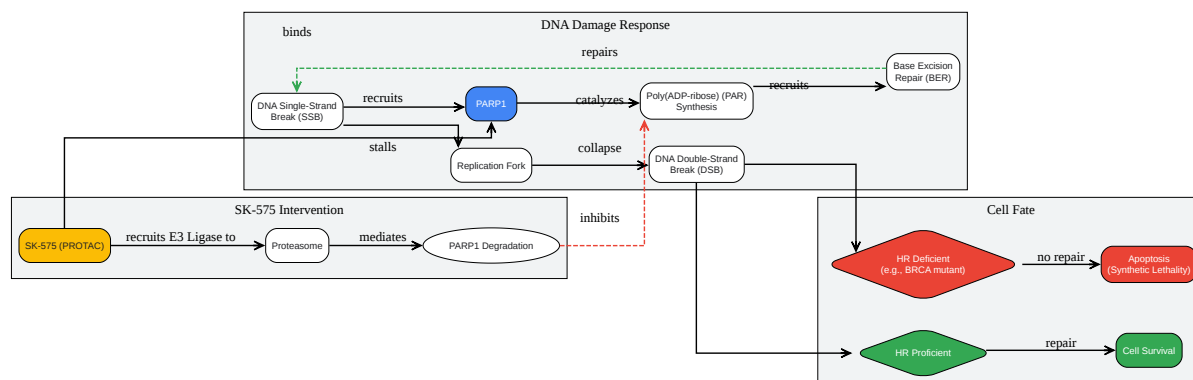 DNA Damage Response
binds
repairs
Base Excision
Repair (BER)
DNA Single-Strand
Break (SSB)
recruits
PARP1
catalyzes
Poly(ADP-ribose) (PAR)
Synthesis
recruits
stalls
Replication Fork
collapse
DNA Double-Strand
Break (DSB)
SK-575 Intervention
SK-575 (PROTAC)
recruits E3 Ligase to
Proteasome
mediates
PARP1 Degradation
inhibits
Cell Fate
HR Deficient
(e.g., BRCA mutant)
no repair
Apoptosis
(Synthetic Lethality)
HR Proficient
repair
Cell Survival